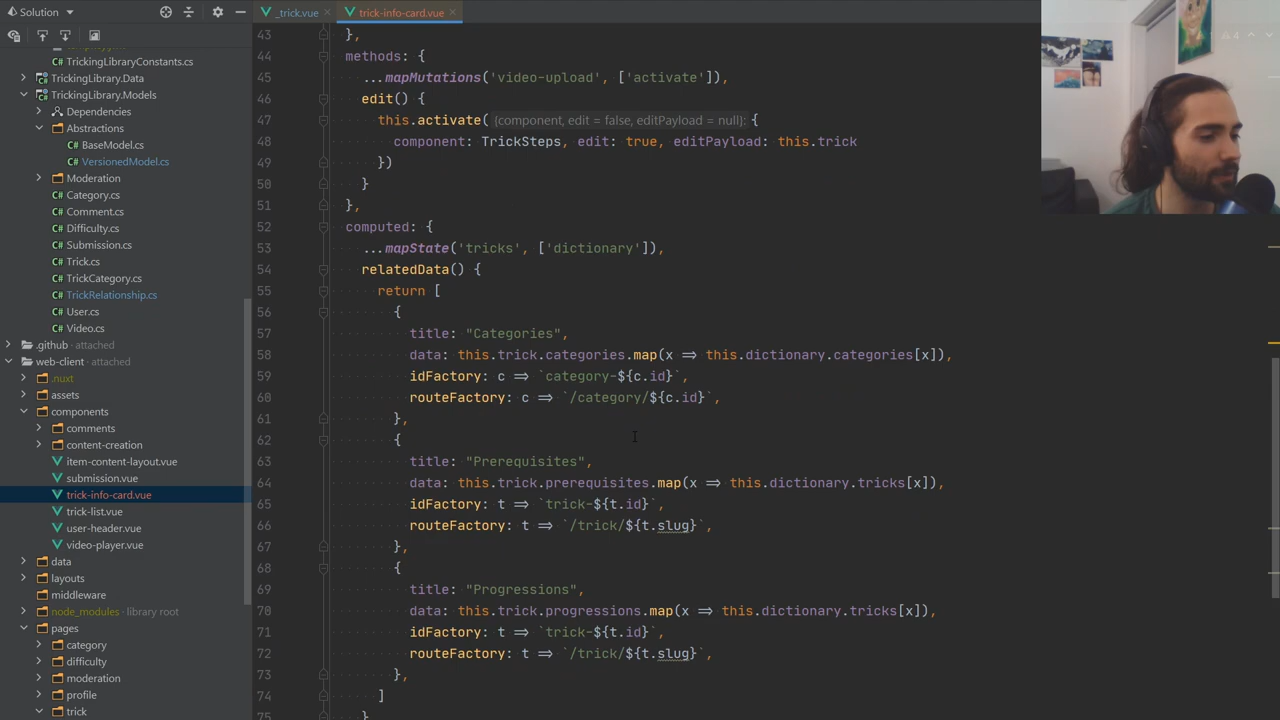 Solution
_trick.vue
trick-info-card.vue
TrickingLibraryConstants.cs
TrickingLibrary.Data
TrickingLibrary.Models
Dependencies
Abstractions
BaseModel.cs
VersionedModel.cs
Moderation
Category.cs
Comment.cs
Difficulty.cs
Submission.cs
Trick.cs
TrickCategory.cs
TrickRelationship.cs
User.cs
Video.cs
.github attached
web-client attached
.nuxt
assets
components
comments
content-creation
item-content-layout.vue
submission.vue
trick-info-card.vue
trick-list.vue
user-header.vue
video-player.vue
data
layouts
middleware
node_modules library root
pages
category
difficulty
moderation
profile
trick
43 },
44 methods: {
45 ...mapMutations('video-upload', ['activate']),
46 edit() {
47 this.activate( (component, edit = false, editPayload = null): {
48 component: TrickSteps, edit: true, editPayload: this.trick
49 })
50 }
51 },
52 computed: {
53 ...mapState('tricks', ['dictionary']),
54 relatedData() {
55 return [
56 {
57 title: "Categories",
58 data: this.trick.categories.map(x => this.dictionary.categories[x]),
59 idFactory: c => `category-${c.id}`,
60 routeFactory: c => `/category/${c.id}`,
61 },
62 {
63 title: "Prerequisites",
64 data: this.trick.prerequisites.map(x => this.dictionary.tricks[x]),
65 idFactory: t => `trick-${t.id}`,
66 routeFactory: t => `/trick/${t.slug}`,
67 },
68 {
69 title: "Progressions",
70 data: this.trick.progressions.map(x => this.dictionary.tricks[x]),
71 idFactory: t => `trick-${t.id}`,
72 routeFactory: t => `/trick/${t.slug}`,
73 },
74 ]
75 }